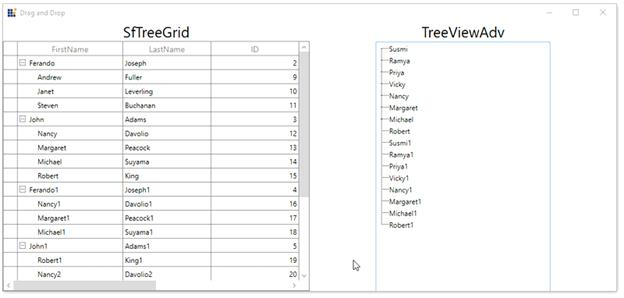 Drag and Drop
SfTreeGrid
FirstName LastName ID
Ferando Joseph 2
Andrew Fuller 9
Janet Leverling 10
Steven Buchanan 11
John Adams 3
Nancy Davolio 12
Margaret Peacock 13
Michael Suyama 14
Robert King 15
Ferando1 Joseph1 4
Nancy1 Davolio1 16
Margaret1 Peacock1 17
Michael1 Suyama1 18
John1 Adams1 5
Robert1 King1 19
Nancy2 Davolio2 20
TreeViewAdv
Susmi
Ramya
Priya
Vicky
Nancy
Margaret
Michael
Robert
Susmi1
Ramya1
Priya1
Vicky1
Nancy1
Margaret1
Michael1
Robert1